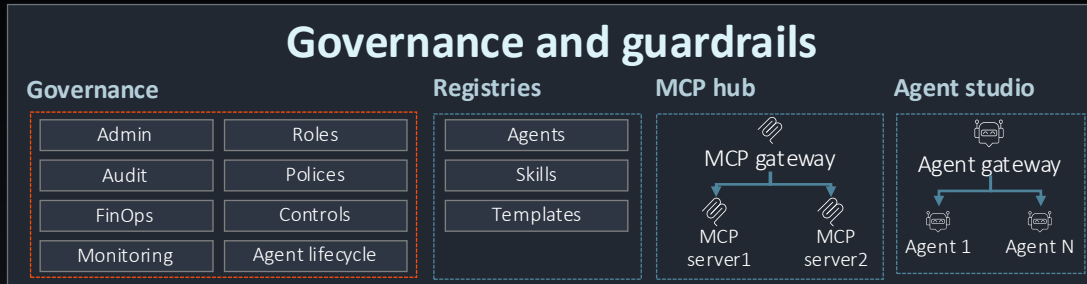 Governance and guardrails
Governance
Admin
Roles
Audit
Polices
FinOps
Controls
Monitoring
Agent lifecycle
Registries
Agents
Skills
Templates
MCP hub
MCP gateway
MCP
server1
MCP
server2
Agent studio
Agent gateway
Agent 1
Agent N